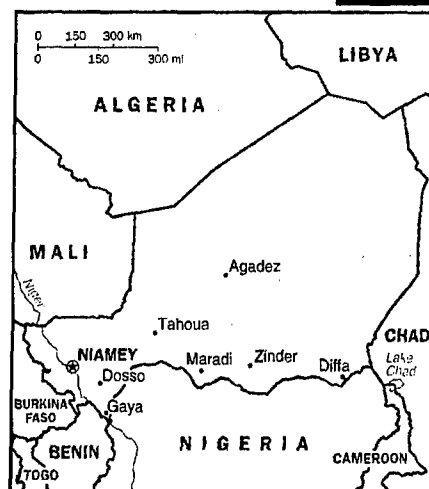 0 150 300 km
0 150 300 mi
LIBYA
ALGERIA
MALI
Niger
Agadez
Tahoua
NIAMEY
Maradi
Zinder
Diffa
CHAD
Lake
Chad
Dosso
BURKINA
FASO
Gaya
BENIN
NIGERIA
TOGO
CAMEROON